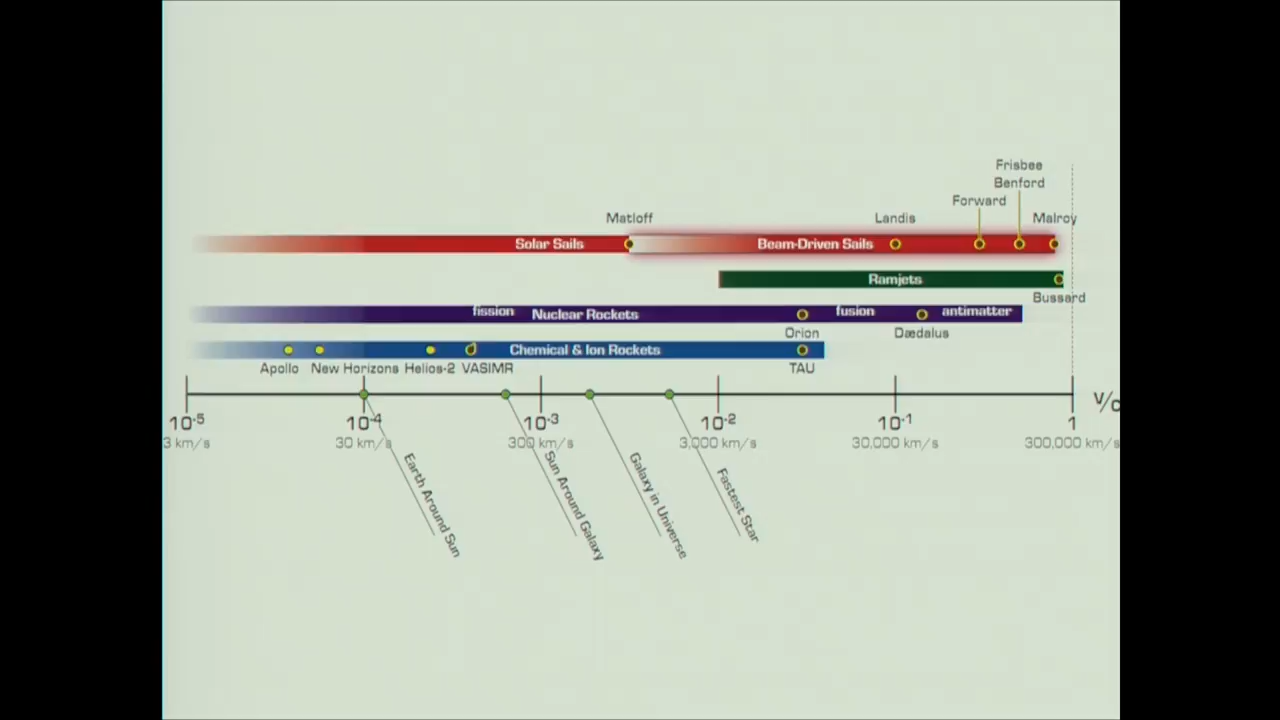 Frisbee
Benford
Forward
Matloff
Landis
Malroy
Solar Sails
Beam-Driven Sails
Ramjets
Bussard
fission
Nuclear Rockets
fusion
antimatter
Orion
Dædalus
Chemical & Ion Rockets
Apollo
New Horizons
Helios-2
VASIMR
TAU
V/C
10-5
10-4
10-3
10-2
10-1
1
3 km/s
30 km/s
300 km/s
3,000 km/s
30,000 km/s
300,000 km/s
Earth Around Sun
Sun Around Galaxy
Galaxy in Universe
Fastest Star